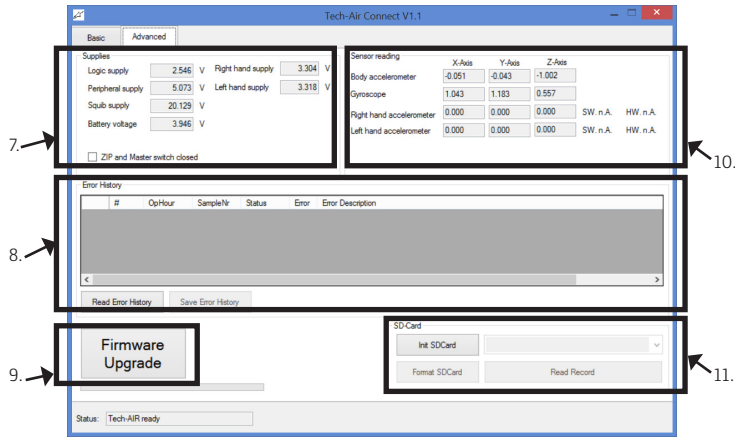 Tech-Air Connect V1.1
Basic Advanced
Supplies
Logic supply 2.546 V Right hand supply 3.304 V
Peripheral supply 5.073 V Left hand supply 3.318 V
Squib supply 20.129 V
Battery voltage 3.946 V
ZIP and Master switch closed
7.
Sensor reading
X-Axis Y-Axis Z-Axis
Body accelerometer -0.051 -0.043 -1.002
Gyroscope 1.043 1.183 0.557
Right hand accelerometer 0.000 0.000 0.000 SW. n.A. HW. n.A.
Left hand accelerometer 0.000 0.000 0.000 SW. n.A. HW. n.A.
10.
Error History
# OpHour SampleNr Status Error Error Description
8.
Read Error History Save Error History
Firmware
Upgrade
9.
SD-Card
Init SDCard
Format SDCard Read Record
11.
Status: Tech-AIR ready